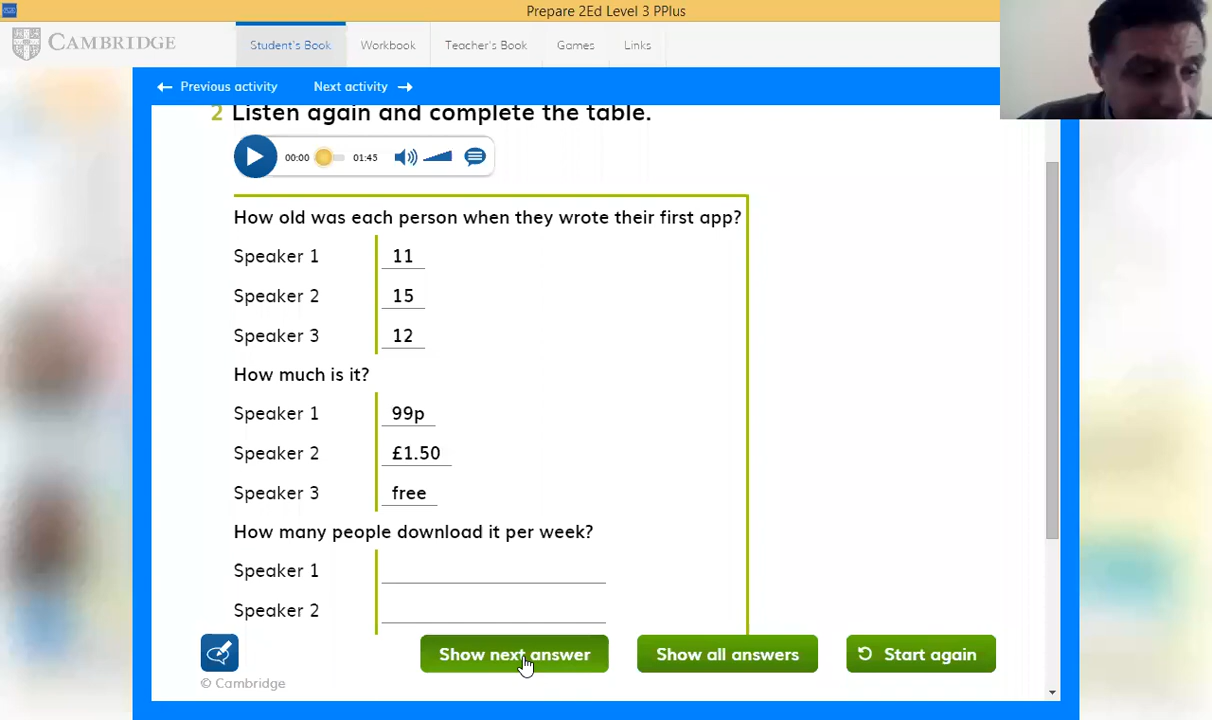 Prepare 2Ed Level 3 PPlus
CAMBRIDGE
Student's Book
Workbook
Teacher's Book
Games
Links
Previous activity
Next activity
2 Listen again and complete the table.
00:00
01:45
How old was each person when they wrote their first app?
Speaker 1 11
Speaker 2 15
Speaker 3 12
How much is it?
Speaker 1 99p
Speaker 2 £1.50
Speaker 3 free
How many people download it per week?
Speaker 1
Speaker 2
Show next answer
Show all answers
Start again
© Cambridge